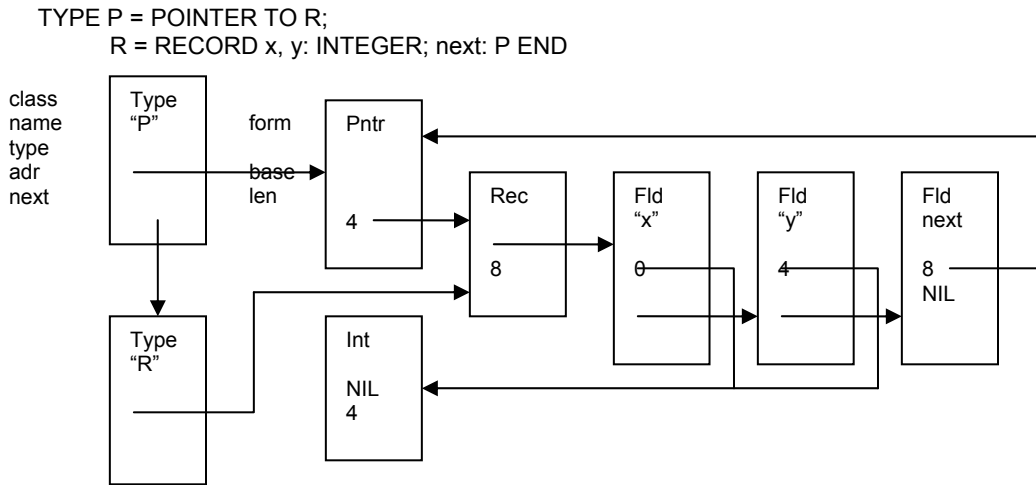 TYPE P = POINTER TO R;
R = RECORD x, y: INTEGER; next: P END
class
name
type
adr
next
Type
“P”
form
base
len
Pntr
4
Rec
8
Fld
“x”
0
Fld
“y”
4
Fld
next
8
NIL
Type
“R”
Int
NIL
4